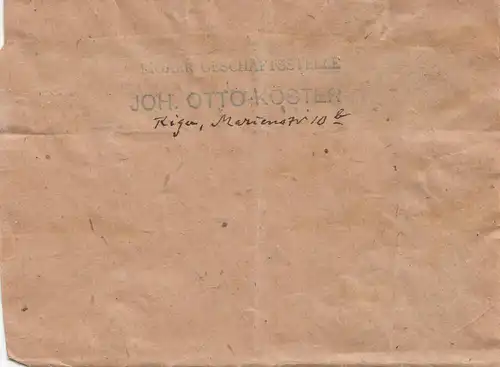 RIGAER GESCHÄFTSSTELLE
JOH. OTTO KÖSTER
Riga, Marienstr 10 b